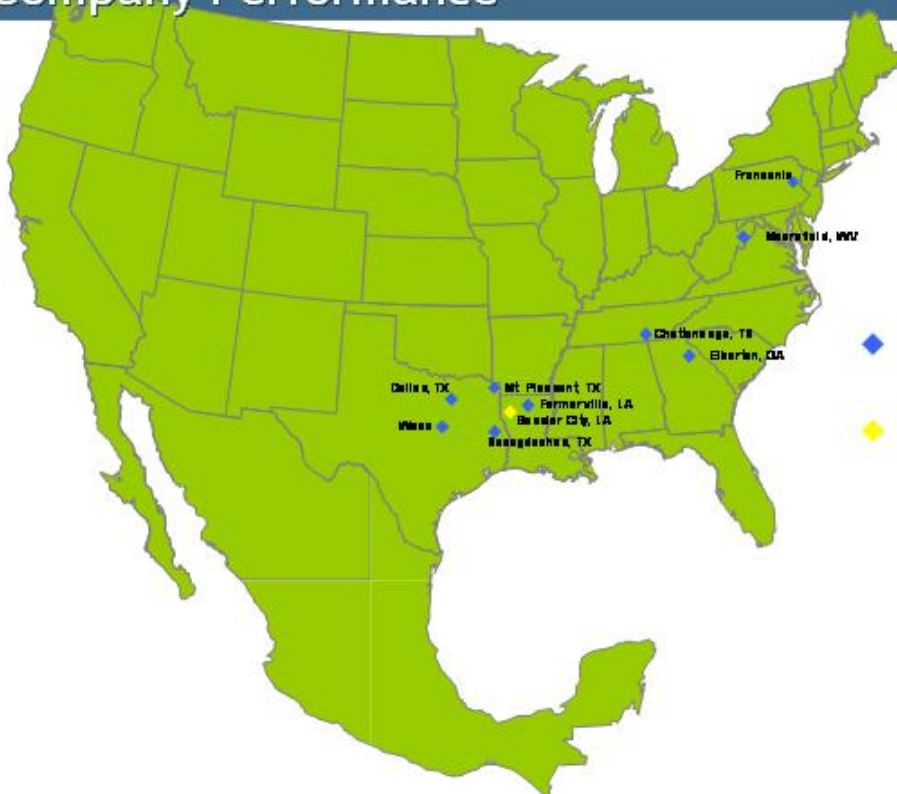 Company Performance
Franconia
Moorefield, WV
Chattanooga, TN
Elberton, GA
Dallas, TX
Mt Pleasant, TX
Farmerville, LA
Bossier City, LA
Waco
Nacogdoches, TX